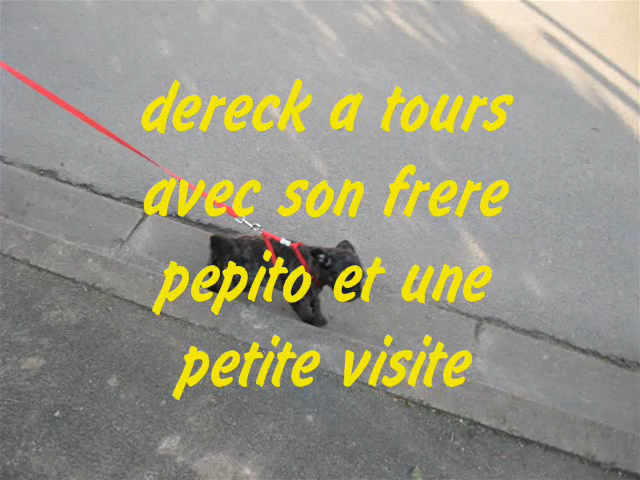 dereck a tours
avec son frere
pepito et une
petite visite